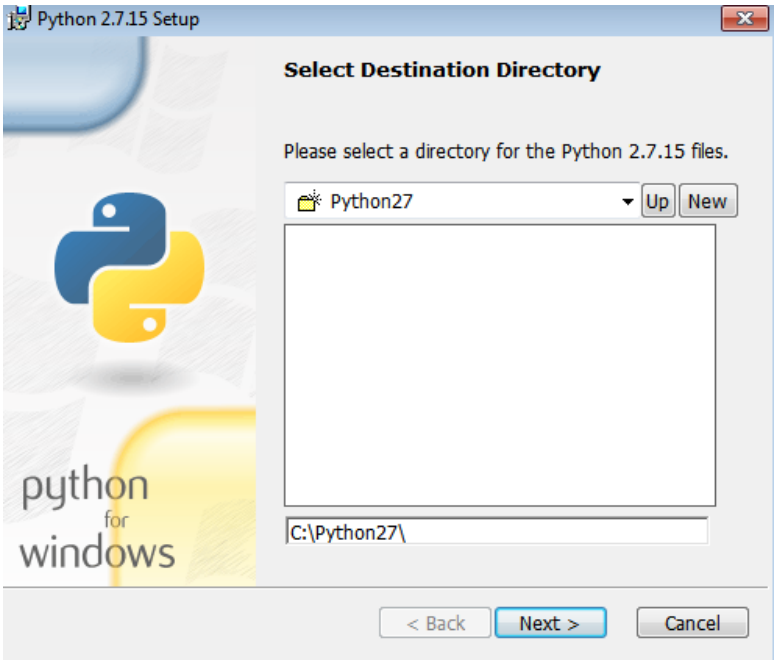 Python 2.7.15 Setup
Select Destination Directory
Please select a directory for the Python 2.7.15 files.
Python27
Up
New
C:\Python27\
python
for
windows
< Back
Next >
Cancel